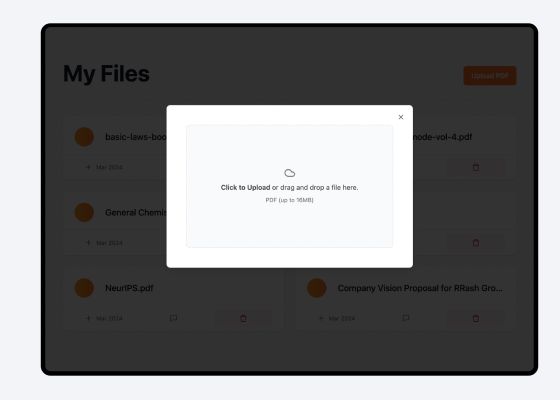 My Files
Upload PDF
basic-laws-boo
node-vol-4.pdf
Mar 2024
Click to Upload or drag and drop a file here.
PDF (up to 16MB)
General Chemis
Mar 2024
NeurIPS.pdf
Company Vision Proposal for RRash Gro...
Mar 2024
Mar 2024